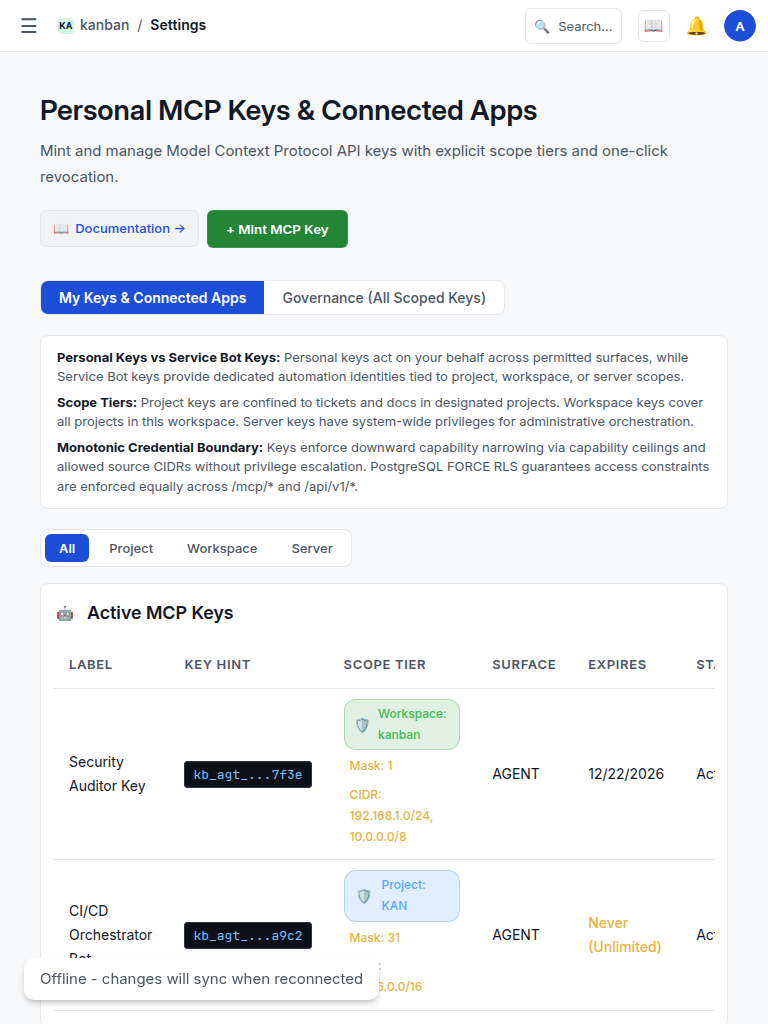 KA kanban / Settings
Search...
A
Personal MCP Keys & Connected Apps
Mint and manage Model Context Protocol API keys with explicit scope tiers and one-click
revocation.
Documentation →
+ Mint MCP Key
My Keys & Connected Apps
Governance (All Scoped Keys)
Personal Keys vs Service Bot Keys: Personal keys act on your behalf across permitted surfaces, while
Service Bot keys provide dedicated automation identities tied to project, workspace, or server scopes.
Scope Tiers: Project keys are confined to tickets and docs in designated projects. Workspace keys cover
all projects in this workspace. Server keys have system-wide privileges for administrative orchestration.
Monotonic Credential Boundary: Keys enforce downward capability narrowing via capability ceilings and
allowed source CIDRs without privilege escalation. PostgreSQL FORCE RLS guarantees access constraints
are enforced equally across /mcp/* and /api/v1/*.
All
Project
Workspace
Server
Active MCP Keys
LABEL
KEY HINT
SCOPE TIER
SURFACE
EXPIRES
Security
Auditor Key
kb_agt_...7f3e
Workspace:
kanban
Mask: 1
CIDR:
192.168.1.0/24,
10.0.0.0/8
AGENT
12/22/2026
CI/CD
Orchestrator
kb_agt_...a9c2
Project:
KAN
Mask: 31
6.0.0/16
AGENT
Never
(Unlimited)
Offline - changes will sync when reconnected